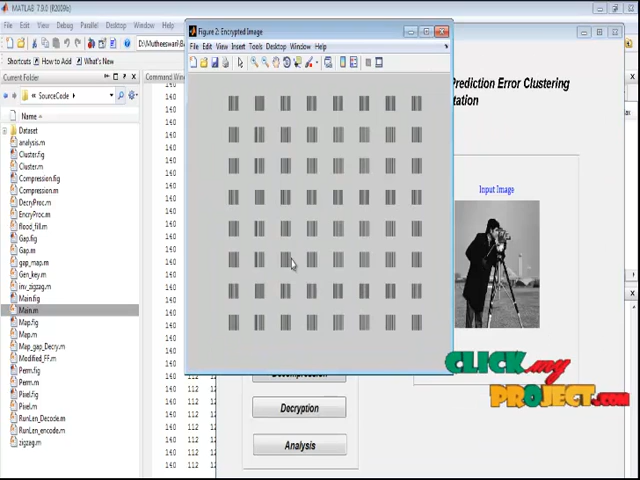 MATLAB 7.9.0 (R2009b)
File Edit View Debug Parallel Desktop Window Help
Shortcuts How to Add What's New
Current Folder
Command Window
SourceCode
Name
Dataset
analysis.m
Cluster.fig
Cluster.m
Compression.fig
Compression.m
DecryProc.m
EncryProc.m
flood_fill.m
Gap.fig
Gap.m
gap_map.m
Gen_key.m
inv_zigzag.m
Main.fig
Main.m
Map.fig
Map.m
Map_gap_Decry.m
Modified_FF.m
Perm.fig
Perm.m
Pixel.fig
Pixel.m
RunLen_Decode.m
RunLen_encode.m
zigzag.m
Figure 2: Encrypted Image
File Edit View Insert Tools Desktop Window Help
Prediction Error Clustering
tation
Input Image
Decompression
Decryption
Analysis
CLICK my
PROJECT.com